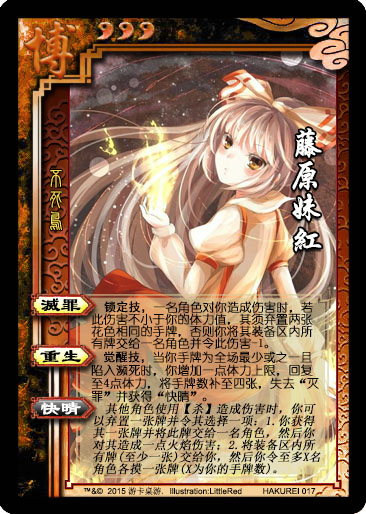 博
藤原妹紅
不死鳥
滅罪
锁定技，一名角色对你造成伤害时，若
此伤害不小于你的体力值，其须弃置两张
花色相同的手牌，否则你将其装备区内所
有牌交给一名角色并令此伤害-1。
重生
觉醒技，当你手牌为全场最少或之一且
陷入濒死时，你增加一点体力上限，回复
至4点体力，将手牌数补至四张，失去“灭
罪”并获得“快晴”。
快晴
其他角色使用【杀】造成伤害时，你可
以弃置一张牌并令其选择一项：1.你获得
其一张牌并将此牌交给一名角色，然后你
对其造成一点火焰伤害；2.将装备区内所
有牌(至少一张)交给你，然后你令至多X名
角色各摸一张牌(X为你的手牌数)。
™&© 2015 游卡桌游. Illustration:LittleRed HAKUREI 017